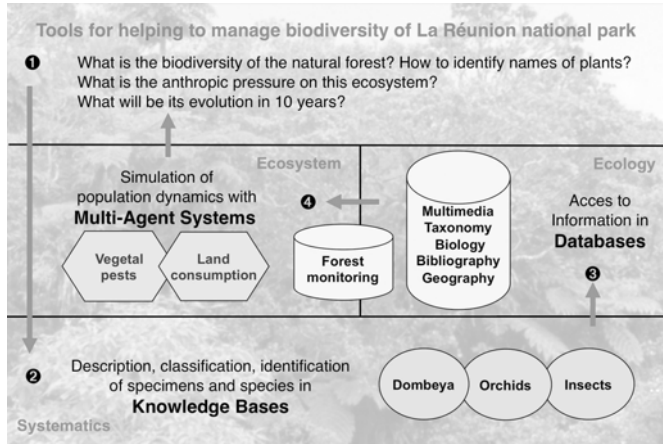 Tools for helping to manage biodiversity of La Réunion national park
❶
What is the biodiversity of the natural forest? How to identify names of plants?
What is the anthropic pressure on this ecosystem?
What will be its evolution in 10 years?
Ecosystem
Simulation of
population dynamics with
Multi-Agent Systems
Vegetal
pests
Land
consumption
❹
Forest
monitoring
Ecology
Multimedia
Taxonomy
Biology
Bibliography
Geography
Acces to
Information in
Databases
❸
❷
Description, classification, identification
of specimens and species in
Knowledge Bases
Systematics
Dombeya
Orchids
Insects